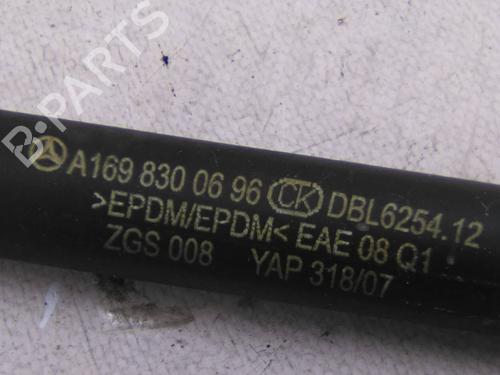 B-PARTS
A169 830 06 96 CK DBL6254.12
>EPDM/EPDM< EAE 08 Q1
ZGS 008 YAP 318/07